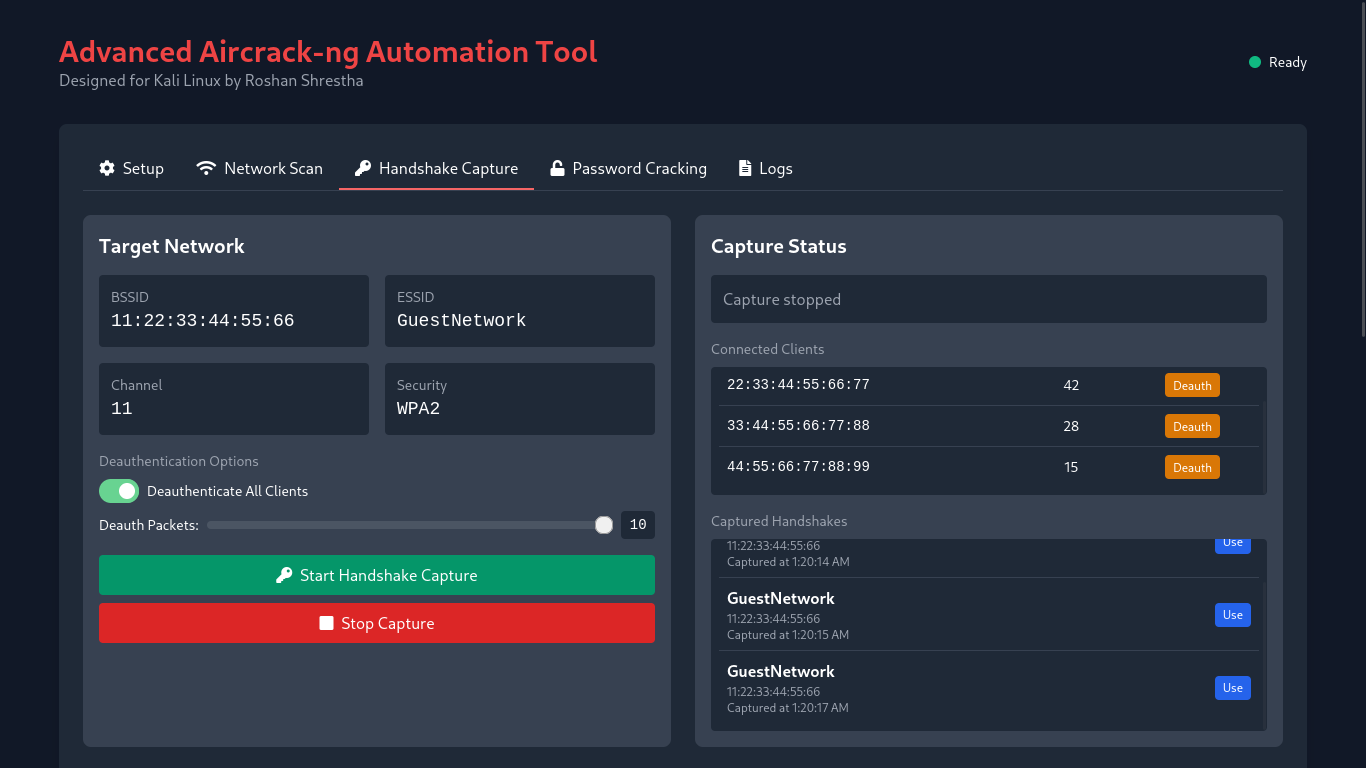 Advanced Aircrack-ng Automation Tool
Designed for Kali Linux by Roshan Shrestha
Ready
Setup
Network Scan
Handshake Capture
Password Cracking
Logs
Target Network
BSSID
11:22:33:44:55:66
ESSID
GuestNetwork
Channel
11
Security
WPA2
Deauthentication Options
Deauthenticate All Clients
Deauth Packets:
10
Start Handshake Capture
Stop Capture
Capture Status
Capture stopped
Connected Clients
22:33:44:55:66:77 42 Deauth
33:44:55:66:77:88 28 Deauth
44:55:66:77:88:99 15 Deauth
Captured Handshakes
11:22:33:44:55:66
Use
Captured at 1:20:14 AM
GuestNetwork
11:22:33:44:55:66
Use
Captured at 1:20:15 AM
GuestNetwork
11:22:33:44:55:66
Use
Captured at 1:20:17 AM